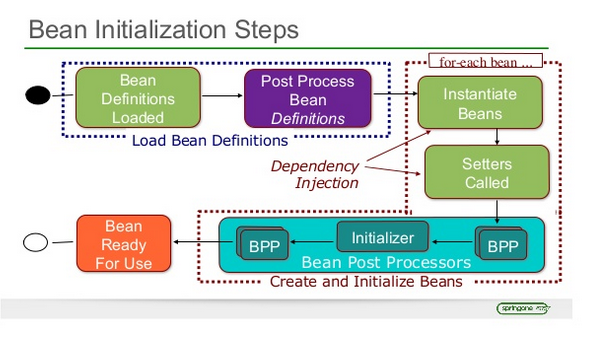 Bean Initialization Steps
for-each bean ...
Bean
Definitions
Loaded
Post Process
Bean
Definitions
Instantiate
Beans
Load Bean Definitions
Dependency
Injection
Setters
Called
Bean
Ready
For Use
BPP
Initializer
BPP
Bean Post Processors
Create and Initialize Beans
springone